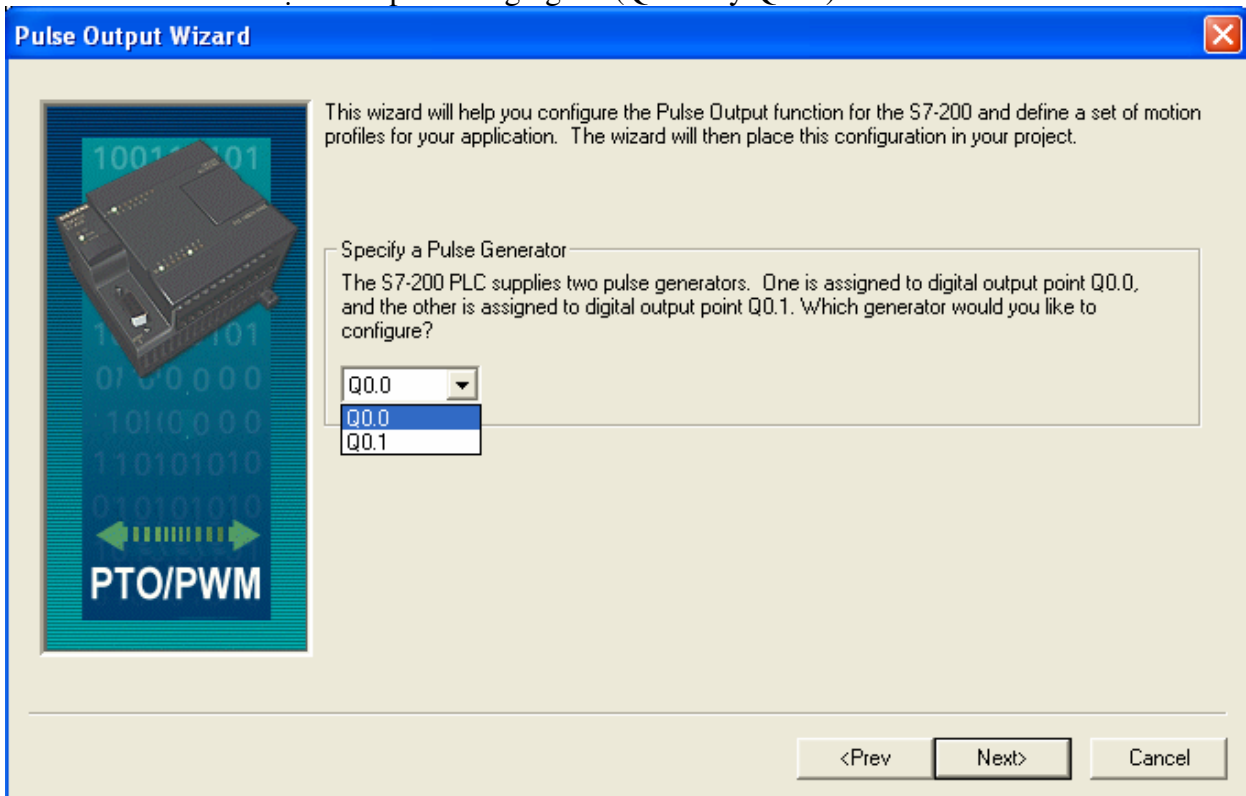 Pulse Output Wizard
This wizard will help you configure the Pulse Output function for the S7-200 and define a set of motion
profiles for your application. The wizard will then place this configuration in your project.
Specify a Pulse Generator
The S7-200 PLC supplies two pulse generators. One is assigned to digital output point Q0.0,
and the other is assigned to digital output point Q0.1. Which generator would you like to
configure?
Q0.0
Q0.0
Q0.1
110101010
010101010
PTO/PWM
<Prev
Next>
Cancel